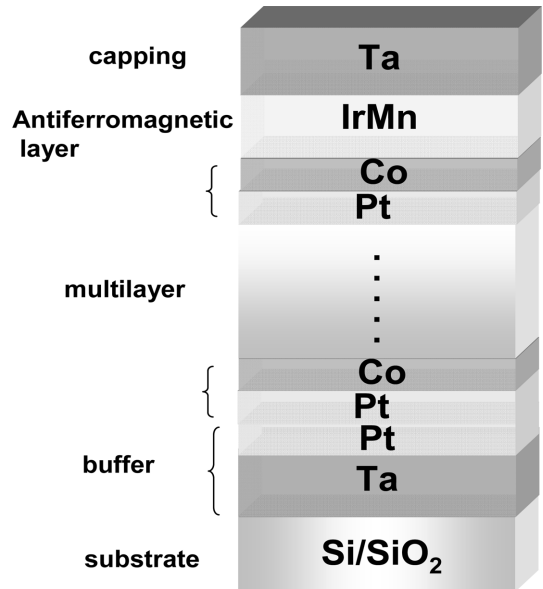 capping
Ta
Antiferromagnetic
layer
IrMn
Co
Pt
multilayer
Co
Pt
Pt
buffer
Ta
substrate
Si/SiO₂